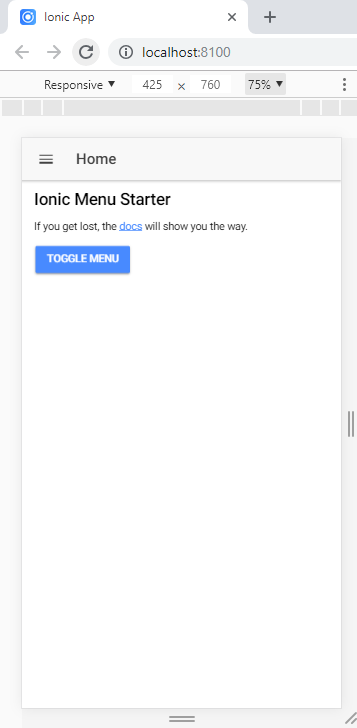 Ionic App
localhost:8100
Responsive 425 × 760 75%
Home
Ionic Menu Starter
If you get lost, the docs will show you the way.
TOGGLE MENU